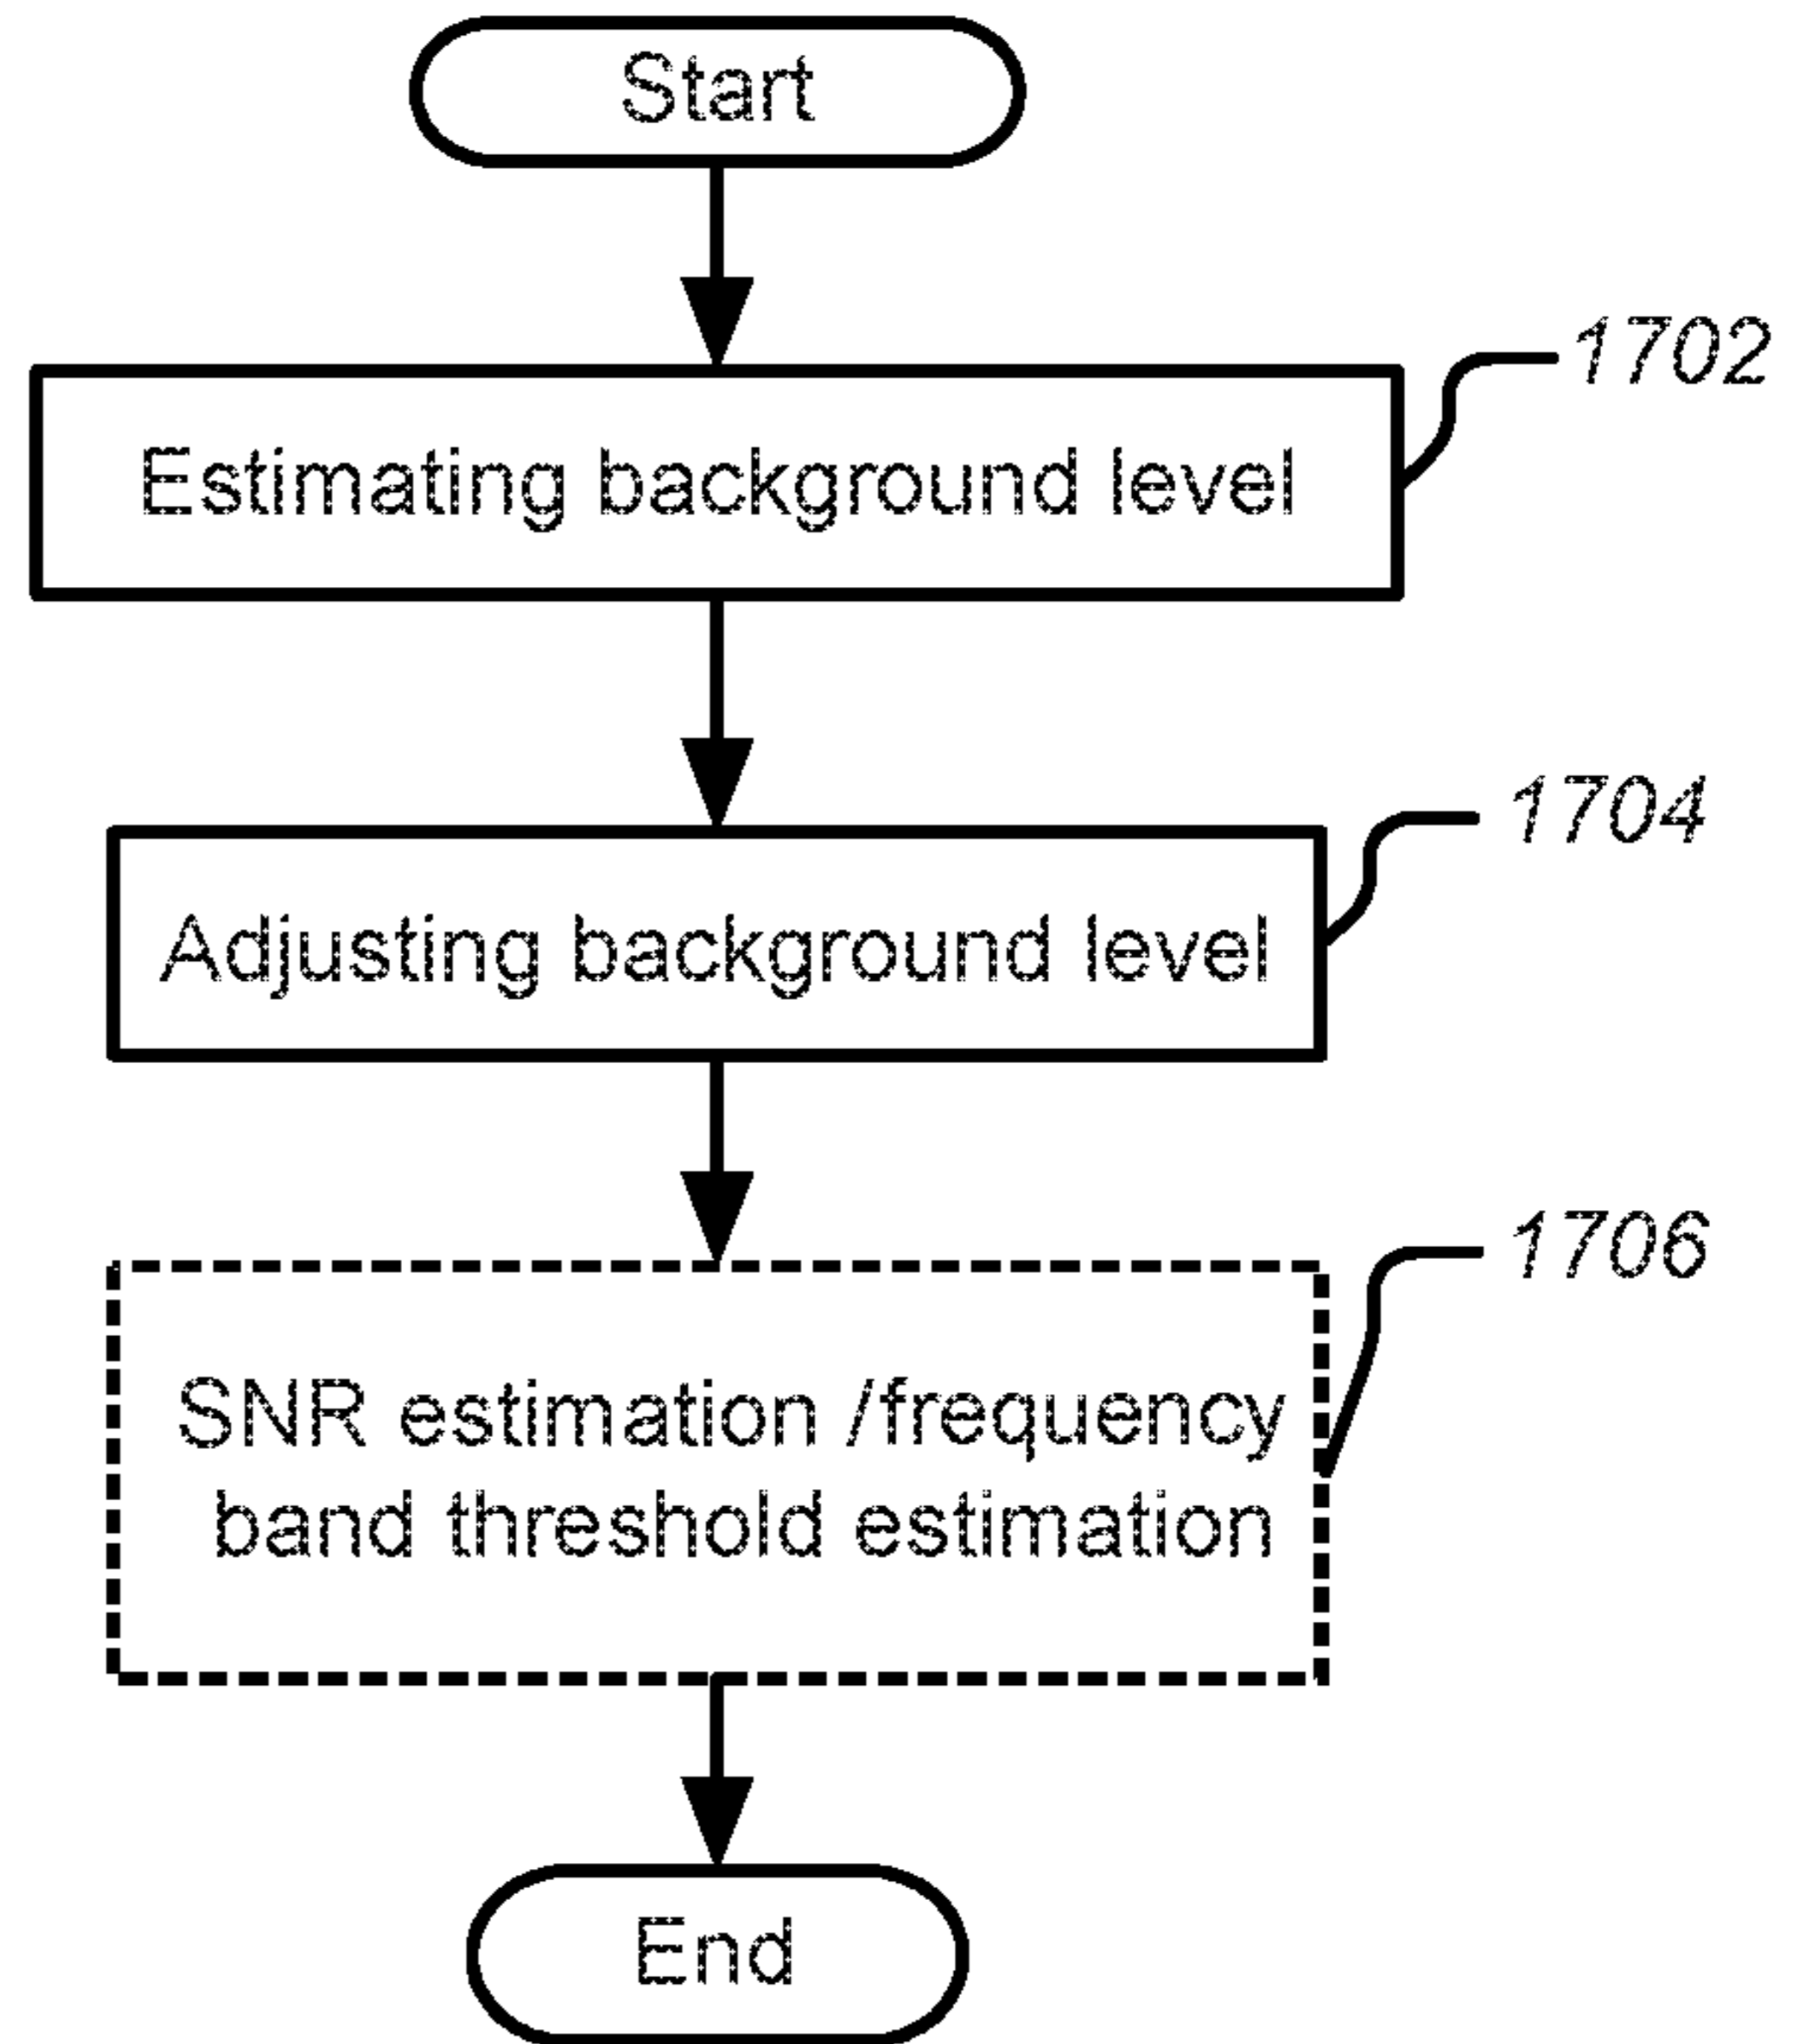 Start
1702
Estimating background level
1704
Adjusting background level
1706
SNR estimation /frequency
band threshold estimation
End